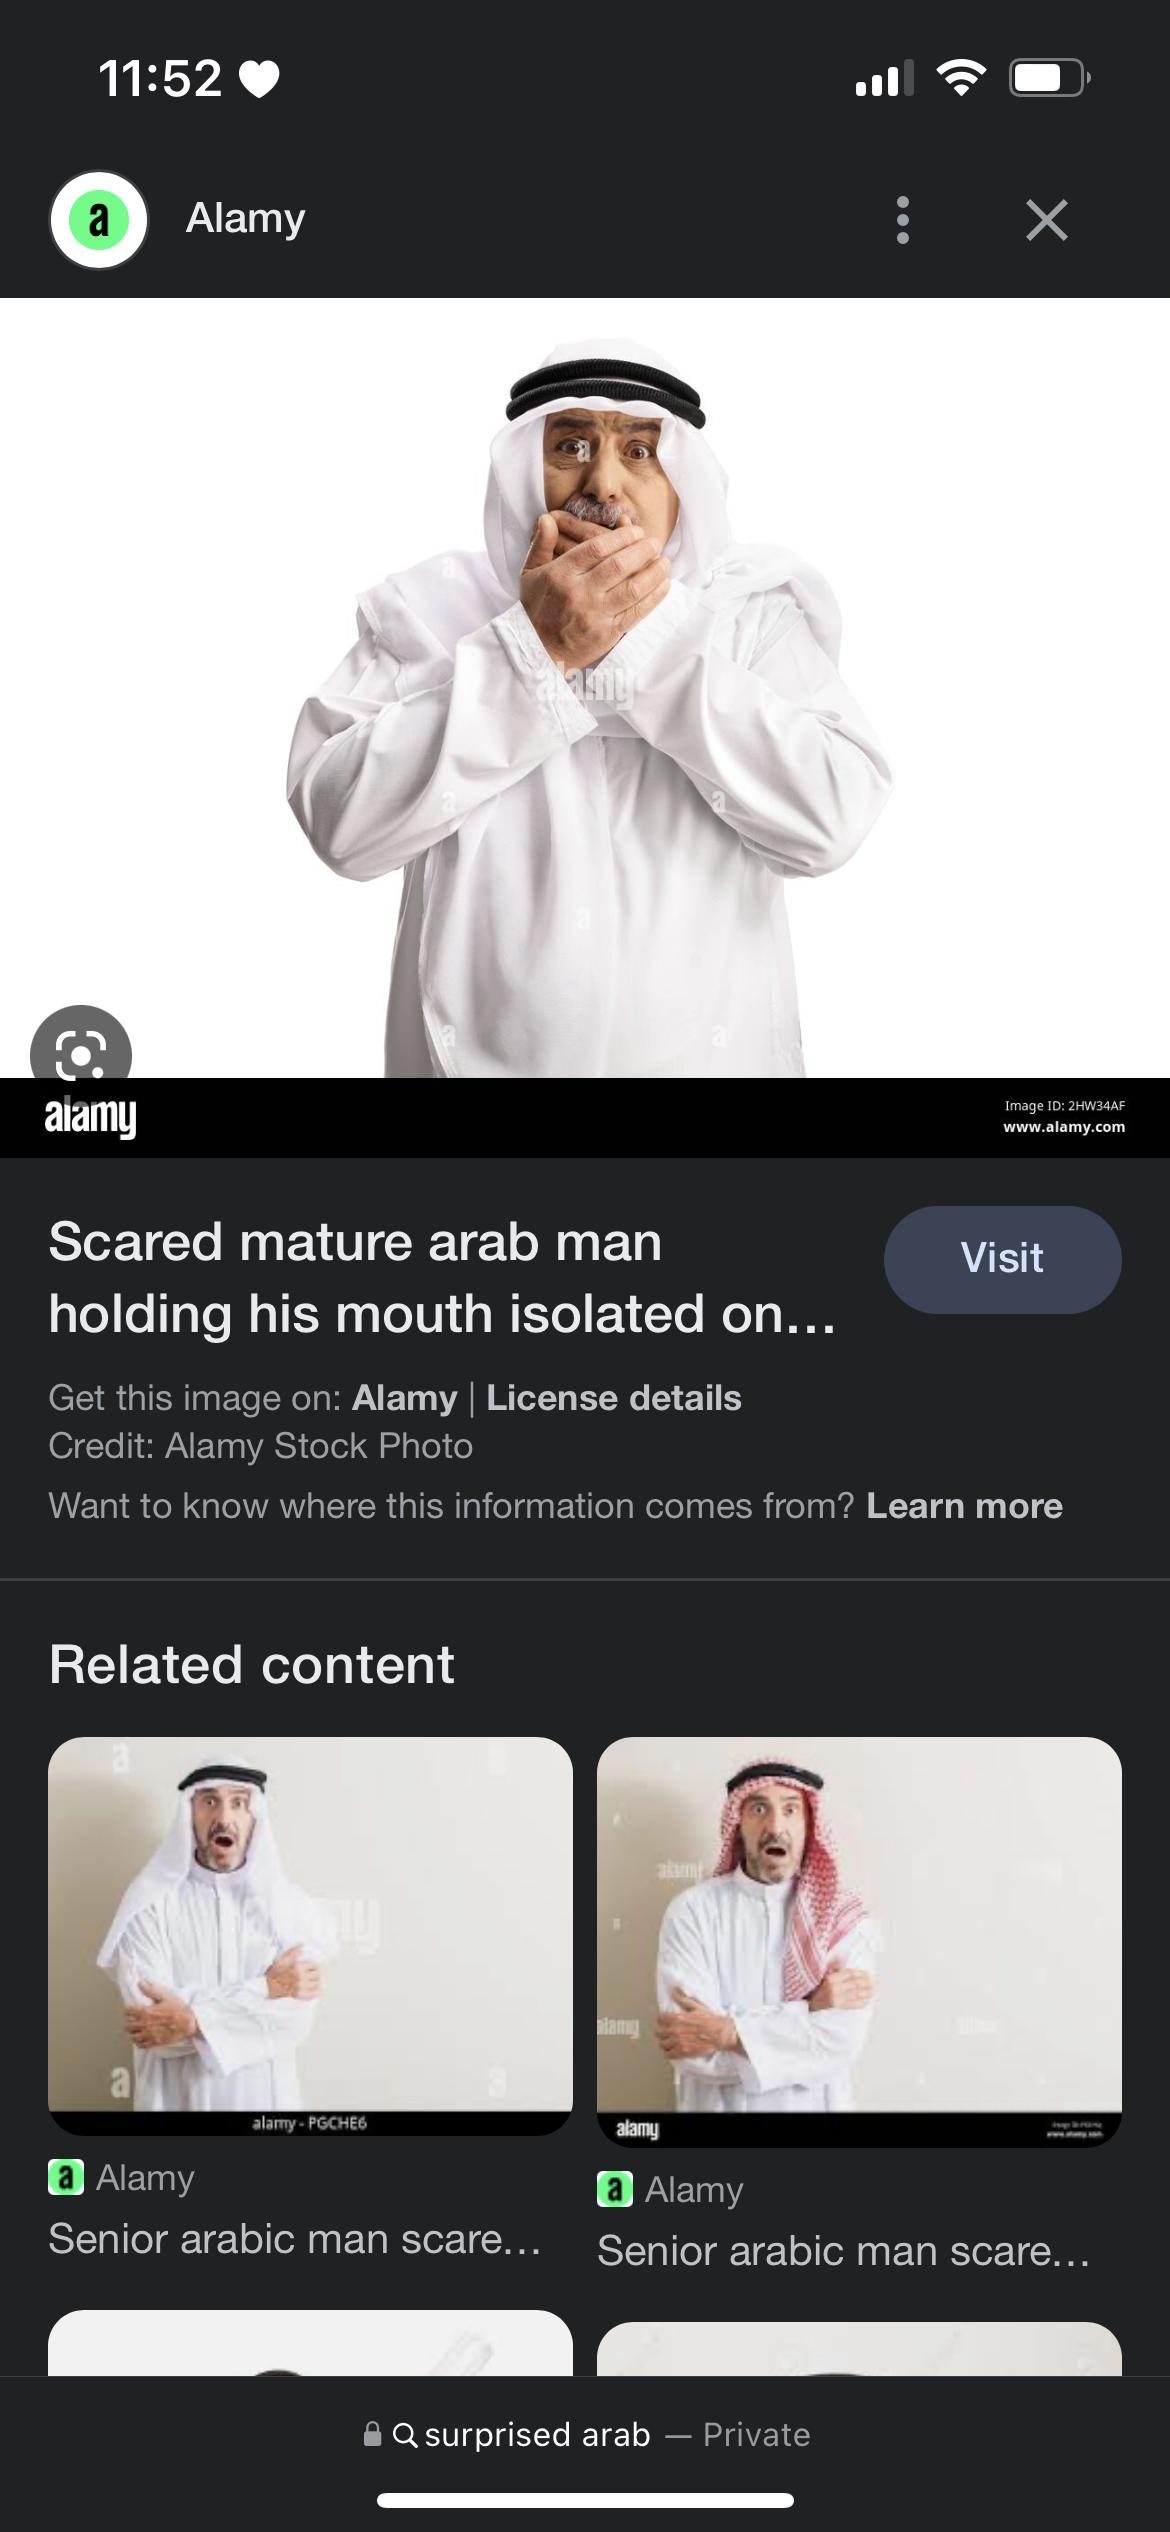 11:52
a
Alamy
a
a
a
alamy
a
a
a
a
a
alamy
Image ID: 2HW34AF
www.alamy.com
Scared mature arab man
holding his mouth isolated on...
Visit
Get this image on: Alamy | License details
Credit: Alamy Stock Photo
Want to know where this information comes from? Learn more
Related content
a
a
a
alamy - PGCHE6
alamy
alamy
alamy
a Alamy
a Alamy
Senior arabic man scare...
Senior arabic man scare...
surprised arab — Private